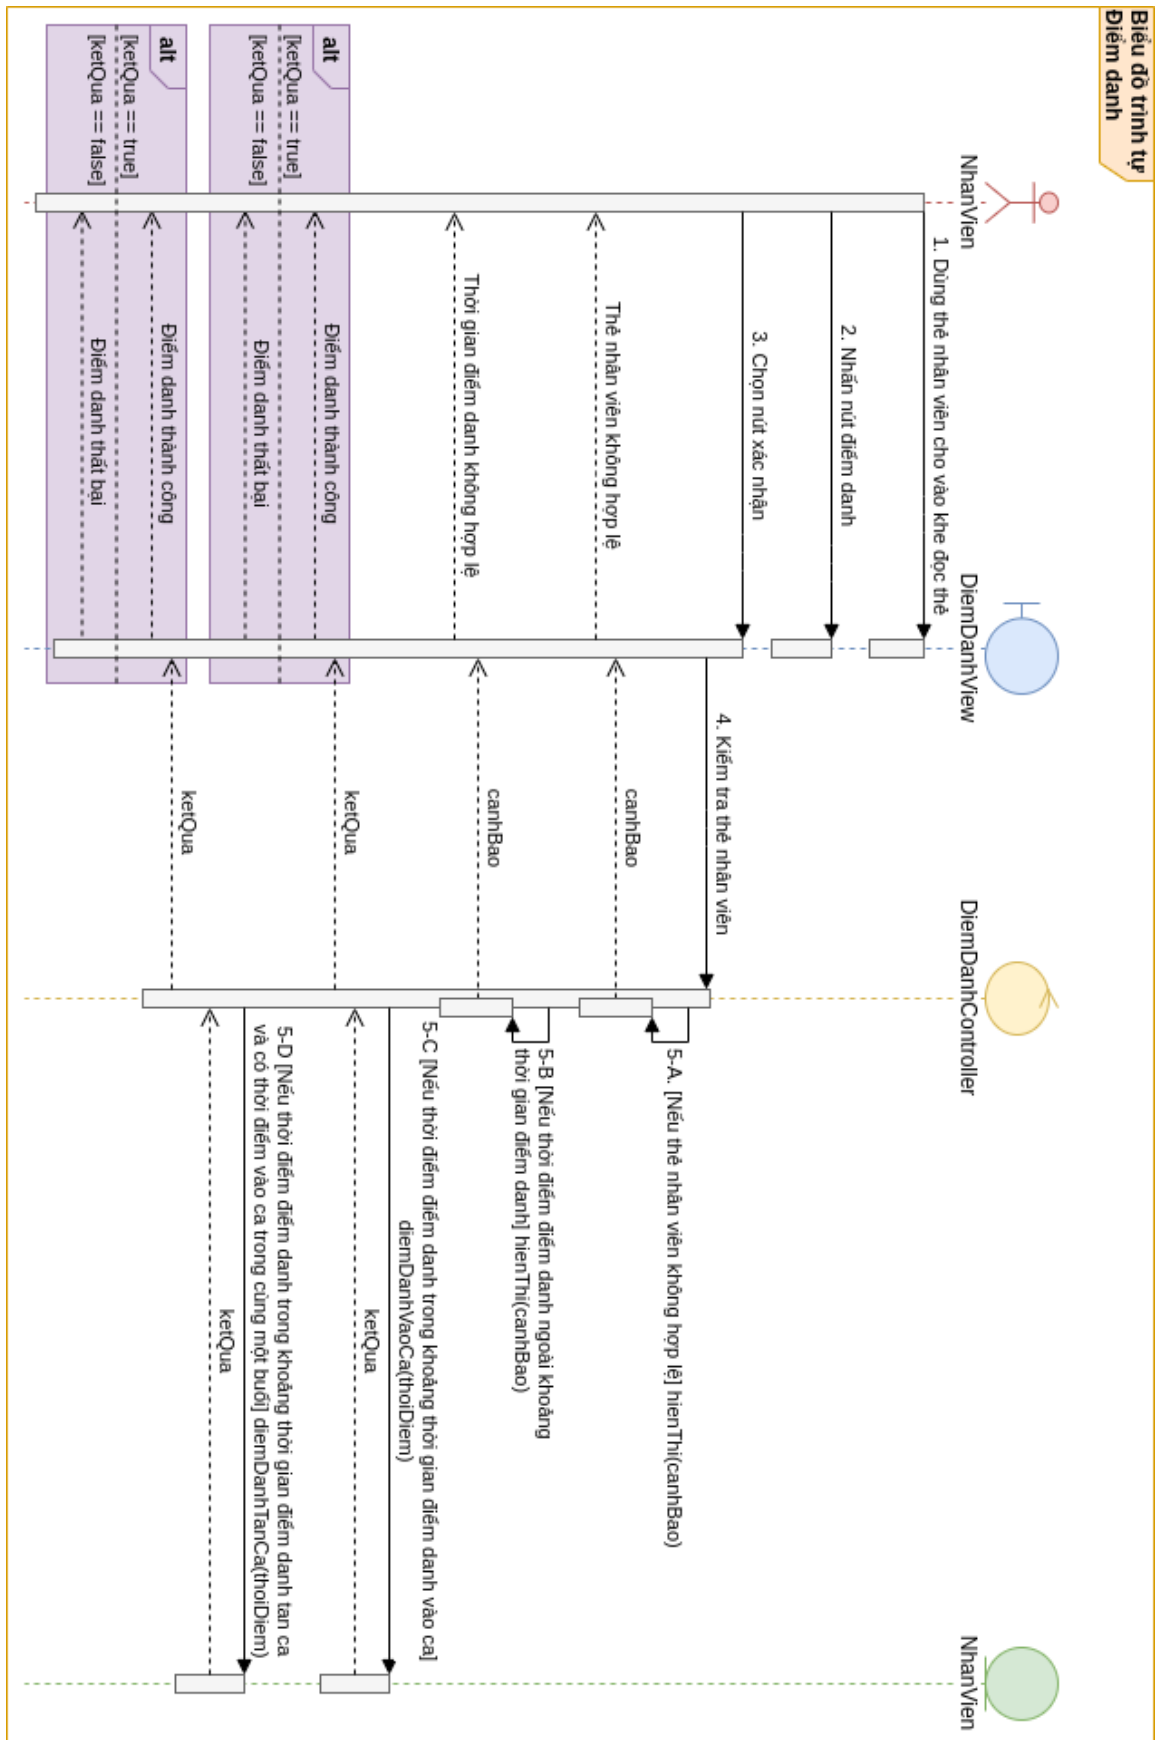 Biểu đồ trình tự
Điểm danh
NhanVien
DiemDanhView
DiemDanhController
NhanVien
1. Dùng thẻ nhân viên cho vào khe đọc thẻ
2. Nhấn nút điểm danh
3. Chọn nút xác nhận
4. Kiểm tra thẻ nhân viên
5-A. [Nếu thẻ nhân viên không hợp lệ] hienThi(canhBao)
canhBao
Thẻ nhân viên không hợp lệ
5-B [Nếu thời điểm điểm danh ngoài khoảng
thời gian điểm danh] hienThi(canhBao)
canhBao
Thời gian điểm danh không hợp lệ
5-C [Nếu thời điểm điểm danh trong khoảng thời gian điểm danh vào ca]
diemDanhVaoCa(thoiDiem)
ketQua
ketQua
alt
[ketQua == true]
Điểm danh thành công
[ketQua == false]
Điểm danh thất bại
5-D [Nếu thời điểm điểm danh trong khoảng thời gian điểm danh tan ca
và có thời điểm vào ca trong cùng một buổi] diemDanhTanCa(thoiDiem)
ketQua
ketQua
alt
[ketQua == true]
Điểm danh thành công
[ketQua == false]
Điểm danh thất bại